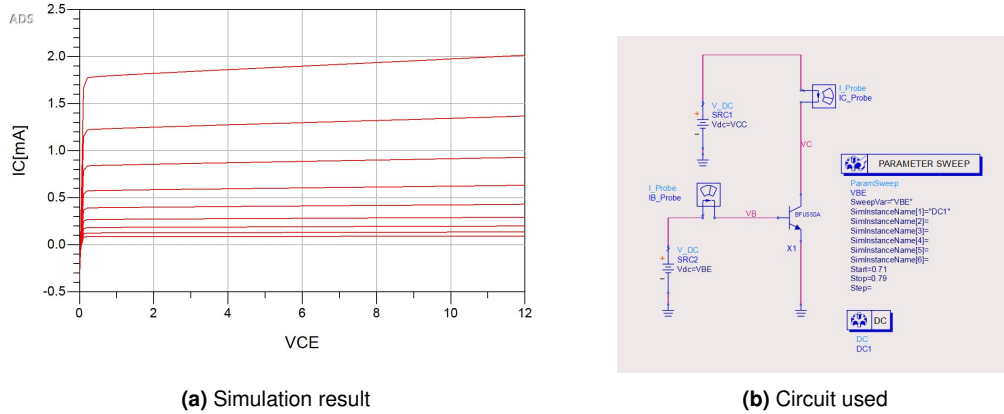 ADS
2.5
2.0
1.5
1.0
0.5
0.0
-0.5
IC[mA]
0 2 4 6 8 10 12
VCE
(a) Simulation result
I_Probe
IC_Probe
V_DC
SRC1
Vdc=VCC
+
-
VC
I_Probe
IB_Probe
VB
BFU550A
X1
V_DC
SRC2
Vdc=VBE
+
-
PARAMETER SWEEP
ParamSweep
VBE
SweepVar="VBE"
SimInstanceName[1]="DC1"
SimInstanceName[2]=
SimInstanceName[3]=
SimInstanceName[4]=
SimInstanceName[5]=
SimInstanceName[6]=
Start=0.71
Stop=0.79
Step=
DC
DC
DC1
(b) Circuit used